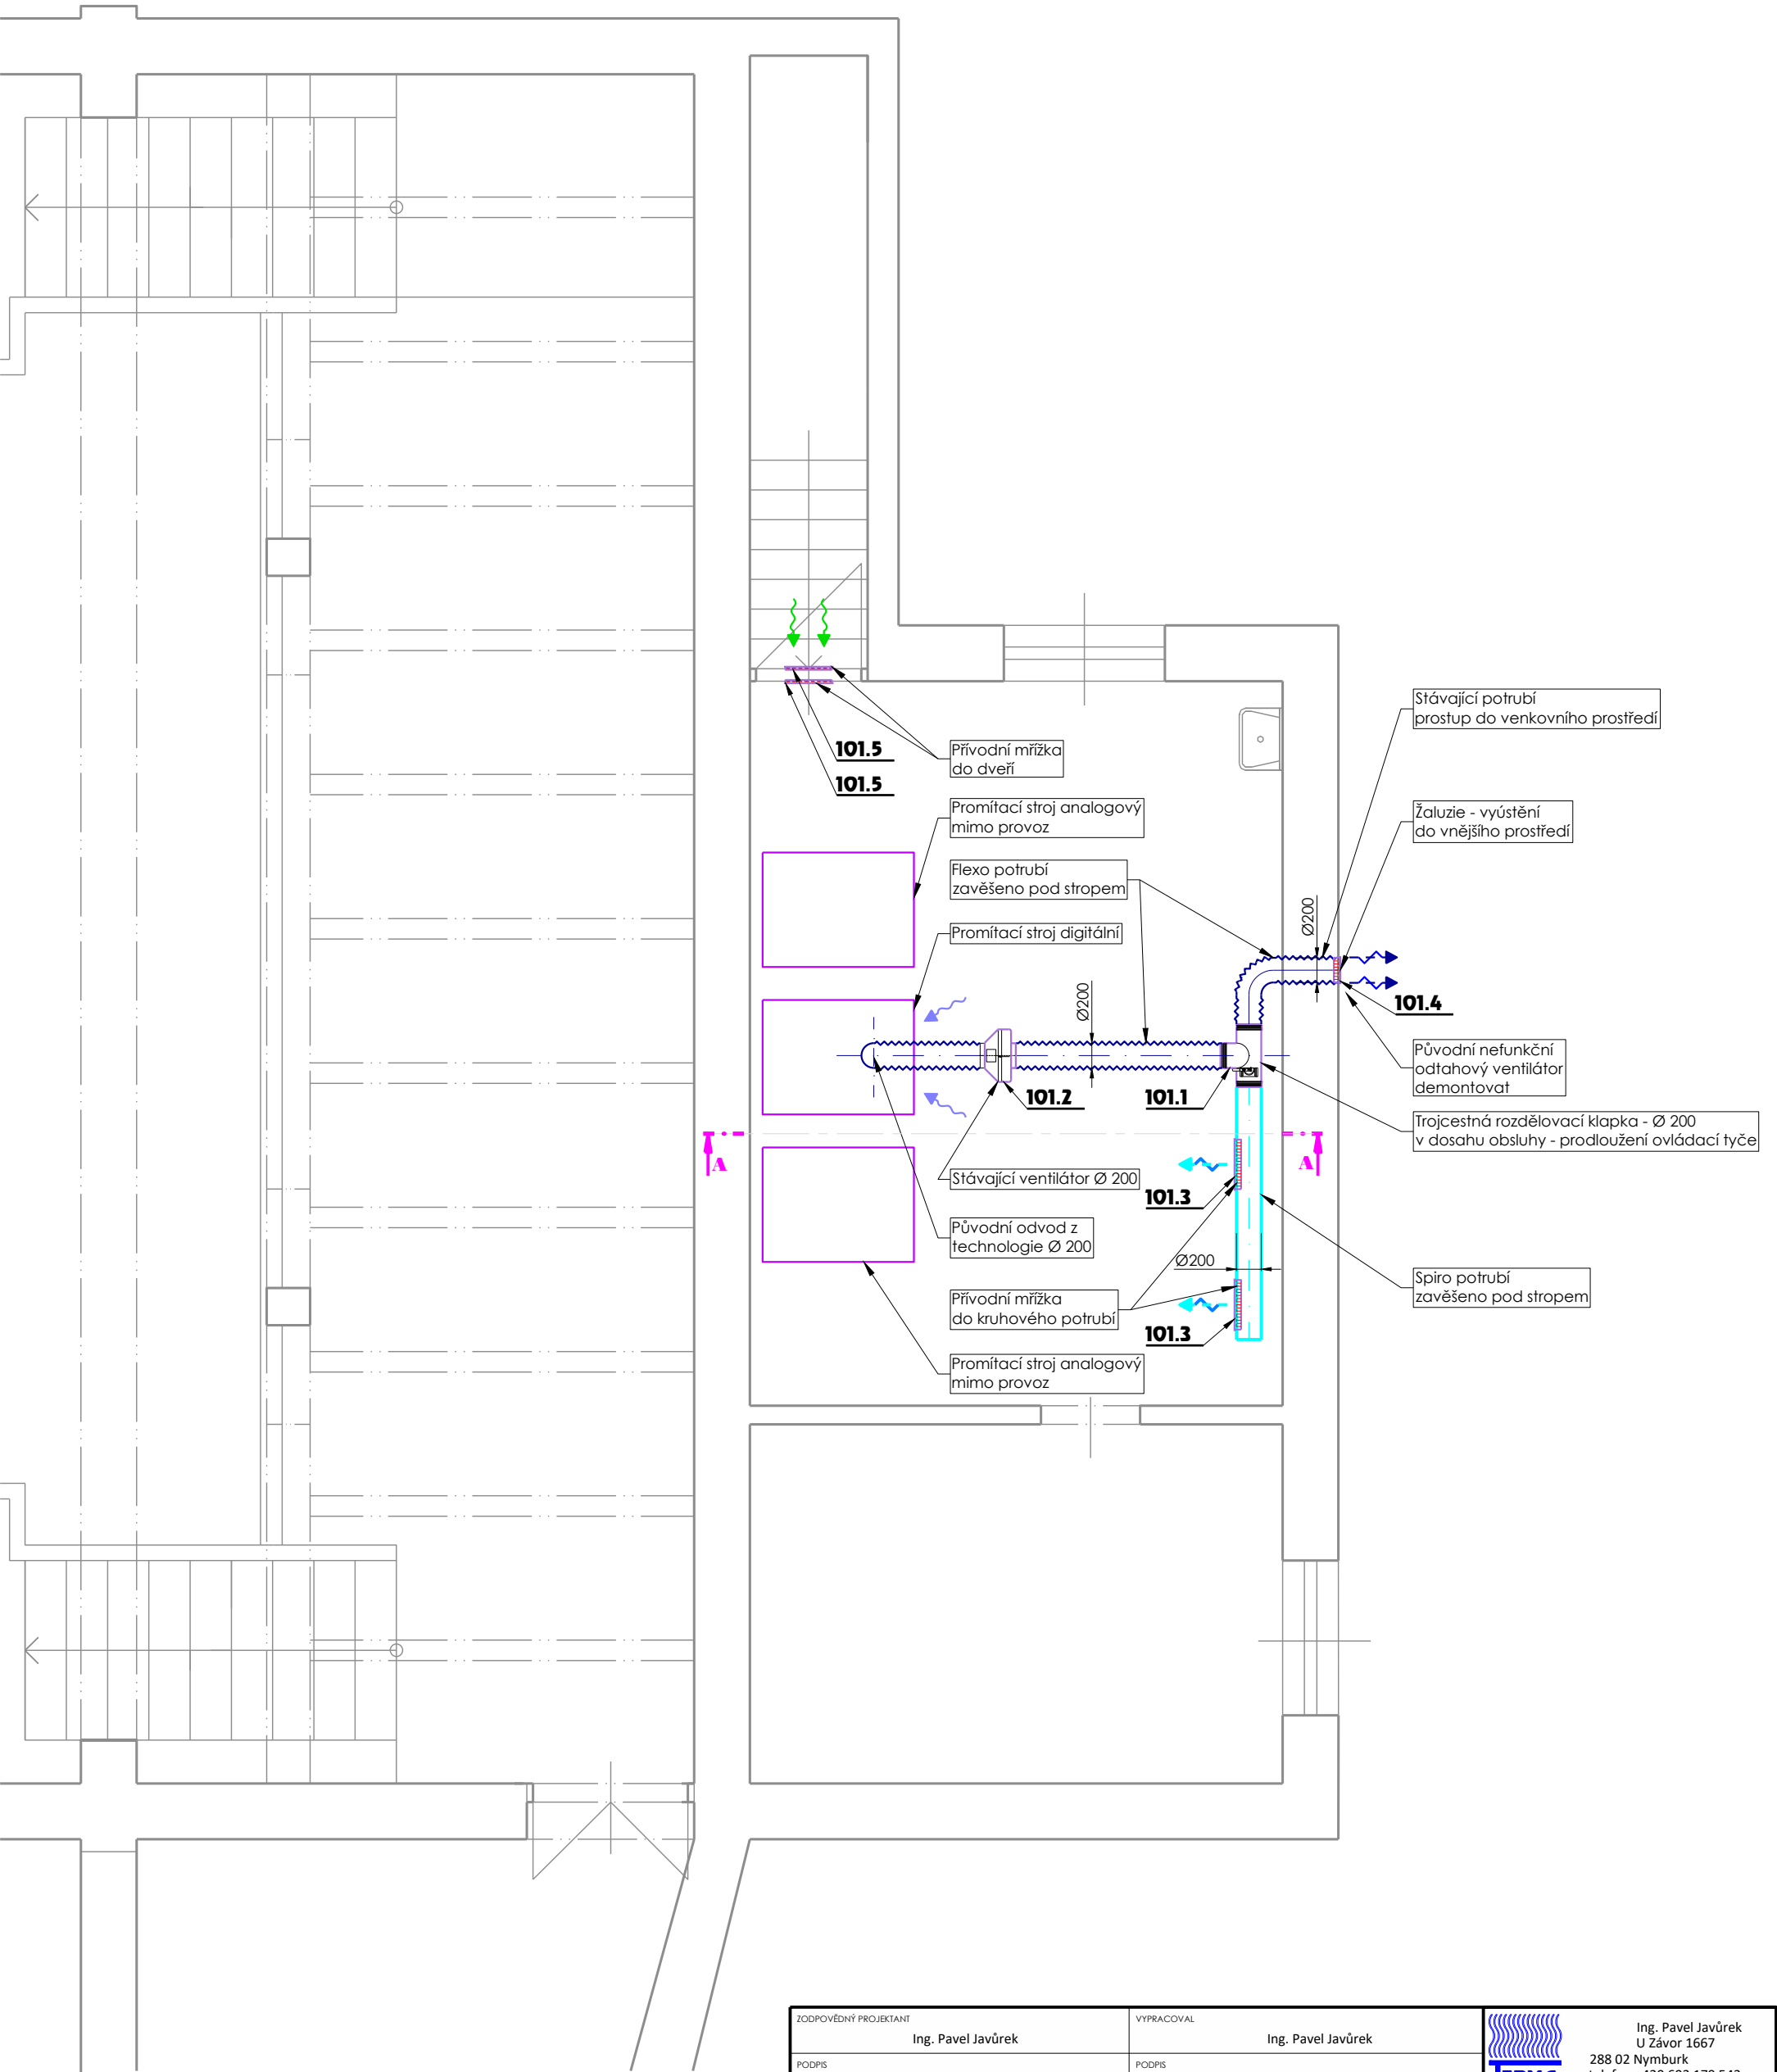 Stávající potrubí
prostup do venkovního prostředí
101.5
Přívodní mřížka
do dveří
101.5
Promítací stroj analogový
mimo provoz
Žaluzie - vyústění
do vnějšího prostředí
Flexo potrubí
zavěšeno pod stropem
Promítací stroj digitální
Ø200
Ø200
101.4
Původní nefunkční
odtahový ventilátor
demontovat
101.2
101.1
Trojcestná rozdělovací klapka - Ø 200
v dosahu obsluhy - prodloužení ovládací tyče
A
A
Stávající ventilátor Ø 200
101.3
Původní odvod z
technologie Ø 200
Ø200
Spiro potrubí
zavěšeno pod stropem
Přívodní mřížka
do kruhového potrubí
101.3
Promítací stroj analogový
mimo provoz
ZODPOVĚDNÝ PROJEKTANT
Ing. Pavel Javůrek
VYPRACOVAL
Ing. Pavel Javůrek
PODPIS
PODPIS
Ing. Pavel Javůrek
U Závor 1667
288 02 Nymburk